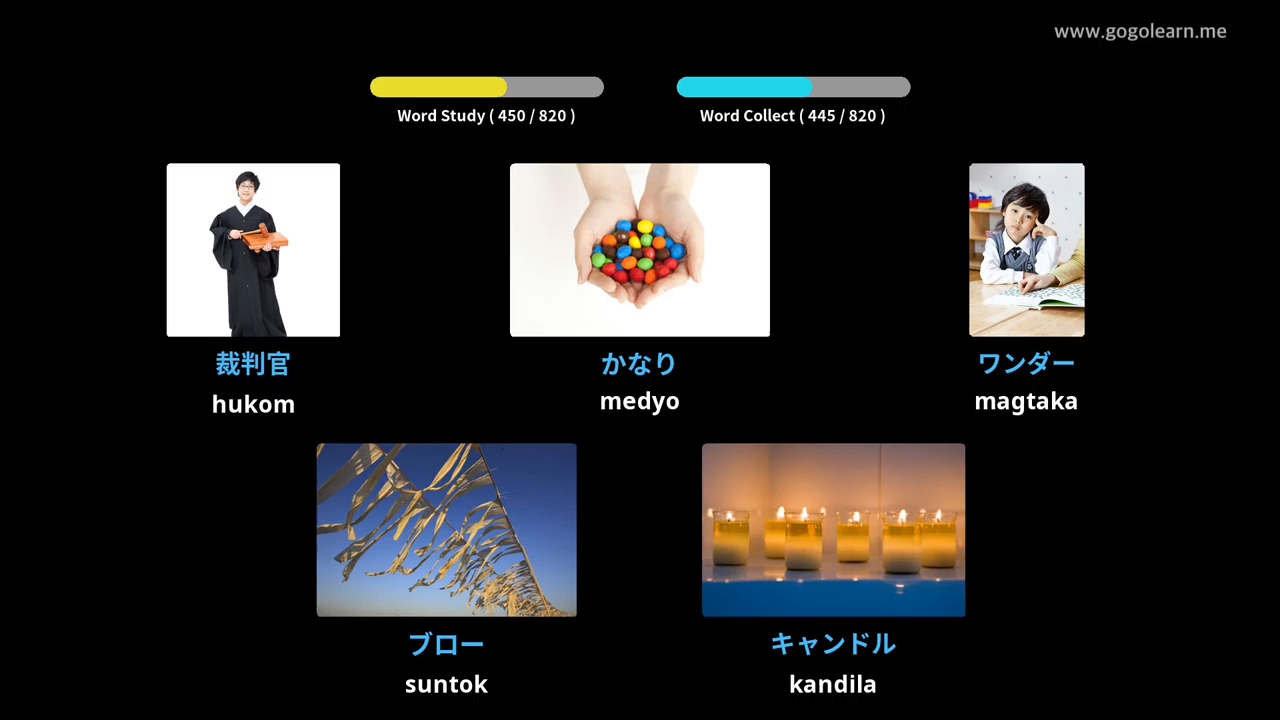 www.gogolearn.me
Word Study ( 450 / 820 )
Word Collect ( 445 / 820 )
裁判官
hukom
かなり
medyo
ワンダー
magtaka
ブロー
suntok
キャンドル
kandila